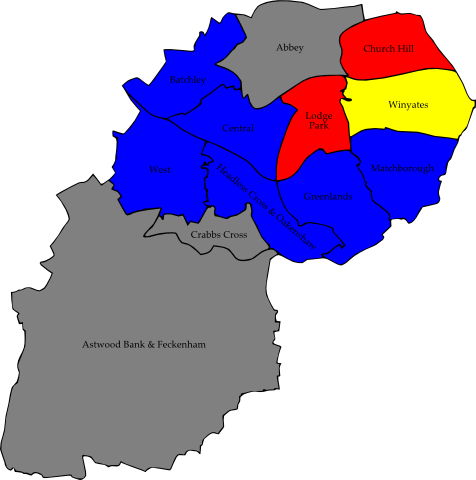 Abbey
Church Hill
Batchley
Winyates
Lodge
Park
Central
West
Matchborough
Headless Cross & Oakenshaw
Greenlands
Crabbs Cross
Astwood Bank & Feckenham